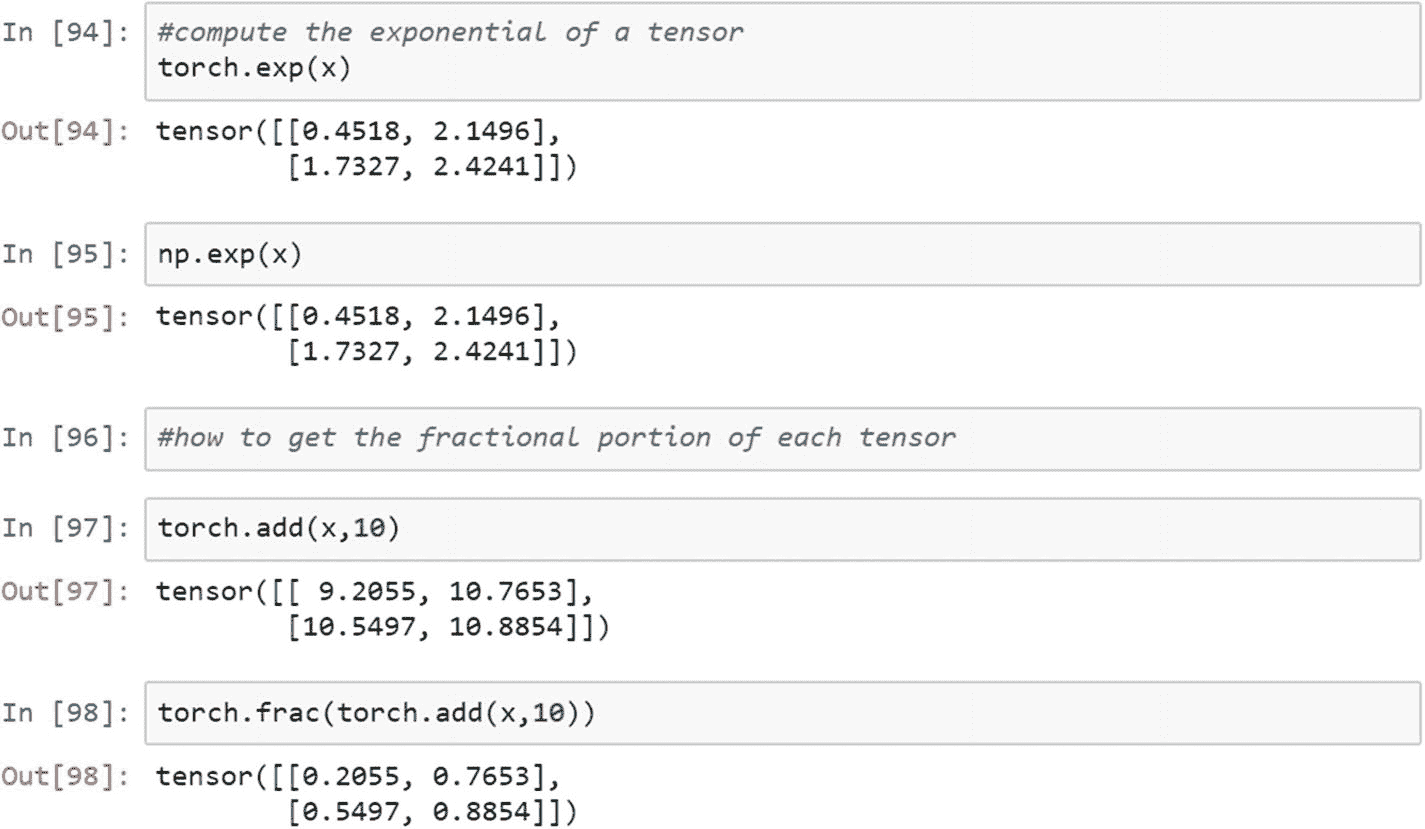 In [94]: #compute the exponential of a tensor
torch.exp(x)
Out[94]: tensor([[0.4518, 2.1496],
[1.7327, 2.4241]])
In [95]: np.exp(x)
Out[95]: tensor([[0.4518, 2.1496],
[1.7327, 2.4241]])
In [96]: #how to get the fractional portion of each tensor
In [97]: torch.add(x,10)
Out[97]: tensor([[ 9.2055, 10.7653],
[10.5497, 10.8854]])
In [98]: torch.frac(torch.add(x,10))
Out[98]: tensor([[0.2055, 0.7653],
[0.5497, 0.8854]])